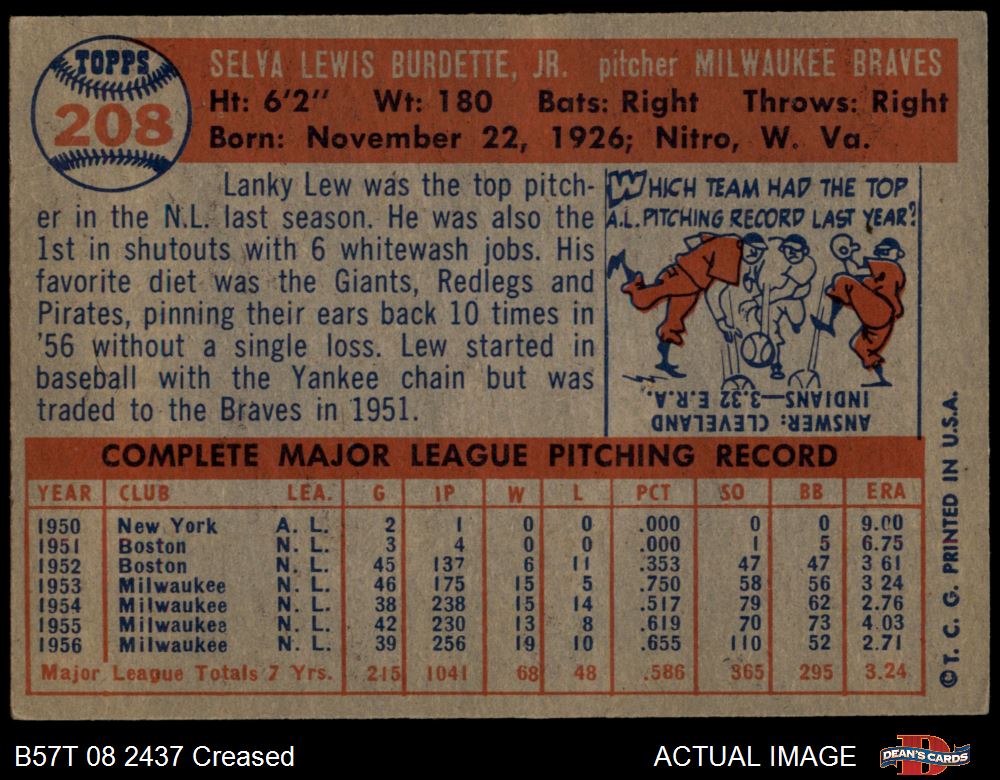 TOPPS
208
SELVA LEWIS BURDETTE, JR. pitcher MILWAUKEE BRAVES
Ht: 6'2" Wt: 180 Bats: Right Throws: Right
Born: November 22, 1926; Nitro, W. Va.
Lanky Lew was the top pitch-
er in the N.L. last season. He was also the
1st in shutouts with 6 whitewash jobs. His
favorite diet was the Giants, Redlegs and
Pirates, pinning their ears back 10 times in
'56 without a single loss. Lew started in
baseball with the Yankee chain but was
traded to the Braves in 1951.
WHICH TEAM HAD THE TOP
A.L. PITCHING RECORD LAST YEAR?
ANSWER: CLEVELAND
INDIANS—3.32 E.R.A.
COMPLETE MAJOR LEAGUE PITCHING RECORD
YEAR CLUB LEA. G IP W L PCT SO BB ERA
1950 New York A. L. 2 1 0 0 .000 0 0 9.00
1951 Boston N. L. 3 4 0 0 .000 1 5 6.75
1952 Boston N. L. 45 137 6 11 .353 47 47 3 61
1953 Milwaukee N. L. 46 175 15 5 .750 58 56 3 24
1954 Milwaukee N. L. 38 238 15 14 .517 79 62 2.76
1955 Milwaukee N. L. 42 230 13 8 .619 70 73 4.03
1956 Milwaukee N. L. 39 256 19 10 .655 110 52 2.71
Major League Totals 7 Yrs. 215 1041 68 48 .586 365 295 3.24
©T. C. G. PRINTED IN U.S.A.
B57T 08 2437 Creased
ACTUAL IMAGE
DEAN'S CARDS